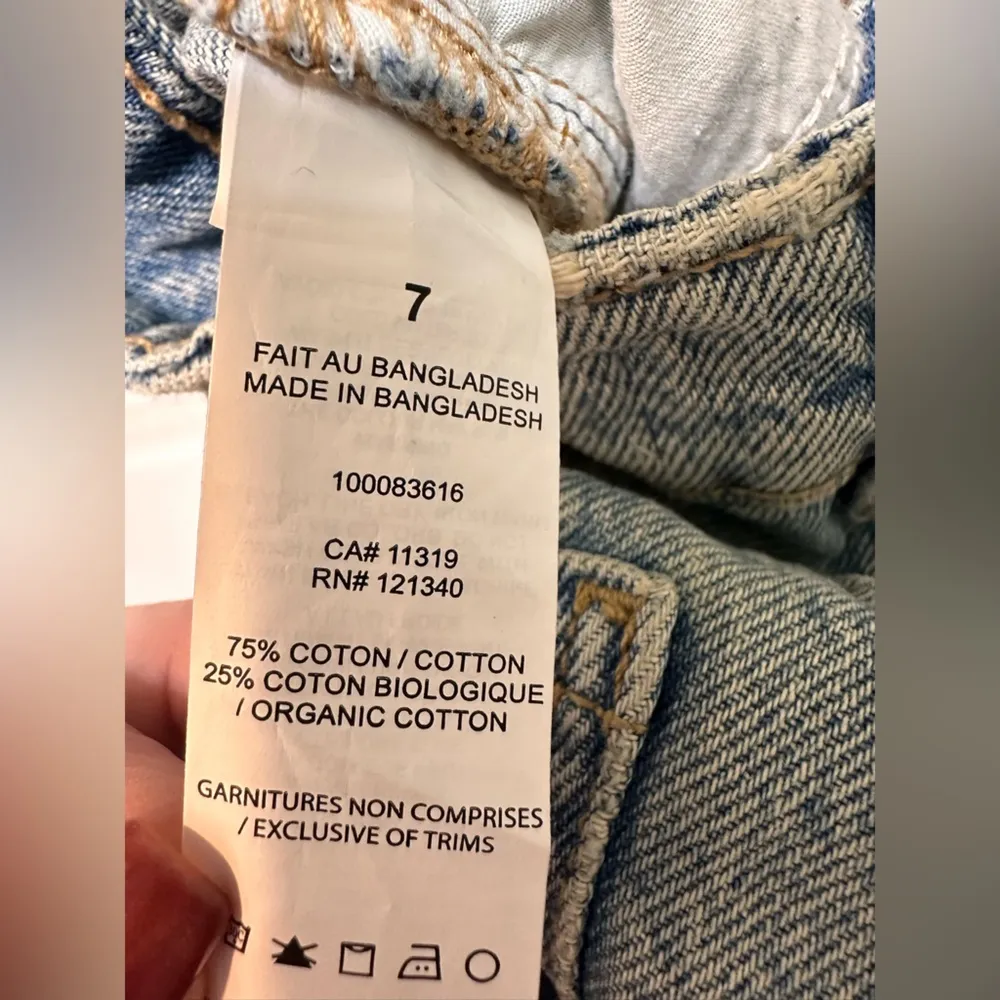 7
FAIT AU BANGLADESH
MADE IN BANGLADESH
100083616
CA# 11319
RN# 121340
75% COTON / COTTON
25% COTON BIOLOGIQUE
/ ORGANIC COTTON
GARNITURES NON COMPRISES
/ EXCLUSIVE OF TRIMS